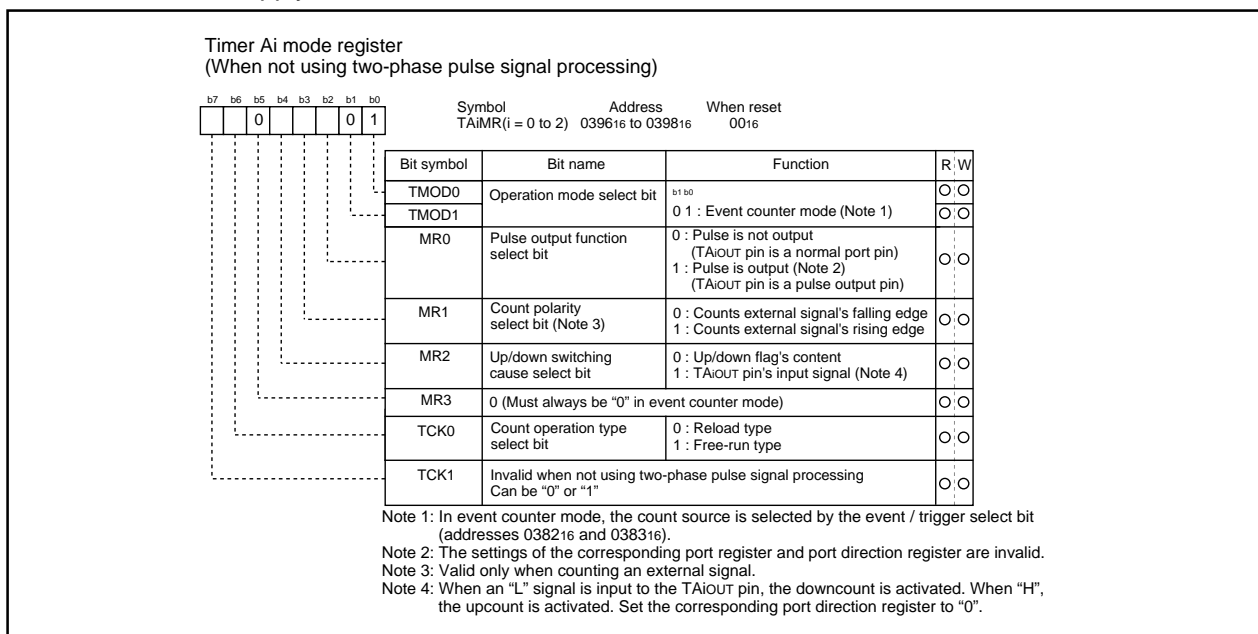 Timer Ai mode register
(When not using two-phase pulse signal processing)
b7 b6 b5 b4 b3 b2 b1 b0
0 0 1
Symbol Address When reset
TAiMR(i = 0 to 2) 039616 to 039816 0016
Bit symbol Bit name Function R W
TMOD0 Operation mode select bit b1 b0
TMOD1 0 1 : Event counter mode (Note 1)
MR0 Pulse output function 0 : Pulse is not output
select bit (TAiOUT pin is a normal port pin)
1 : Pulse is output (Note 2)
(TAiOUT pin is a pulse output pin)
MR1 Count polarity 0 : Counts external signal's falling edge
select bit (Note 3) 1 : Counts external signal's rising edge
MR2 Up/down switching 0 : Up/down flag's content
cause select bit 1 : TAiOUT pin's input signal (Note 4)
MR3 0 (Must always be “0” in event counter mode)
TCK0 Count operation type 0 : Reload type
select bit 1 : Free-run type
TCK1 Invalid when not using two-phase pulse signal processing
Can be “0” or “1”
Note 1: In event counter mode, the count source is selected by the event / trigger select bit
(addresses 038216 and 038316).
Note 2: The settings of the corresponding port register and port direction register are invalid.
Note 3: Valid only when counting an external signal.
Note 4: When an “L” signal is input to the TAiOUT pin, the downcount is activated. When “H”,
the upcount is activated. Set the corresponding port direction register to “0”.